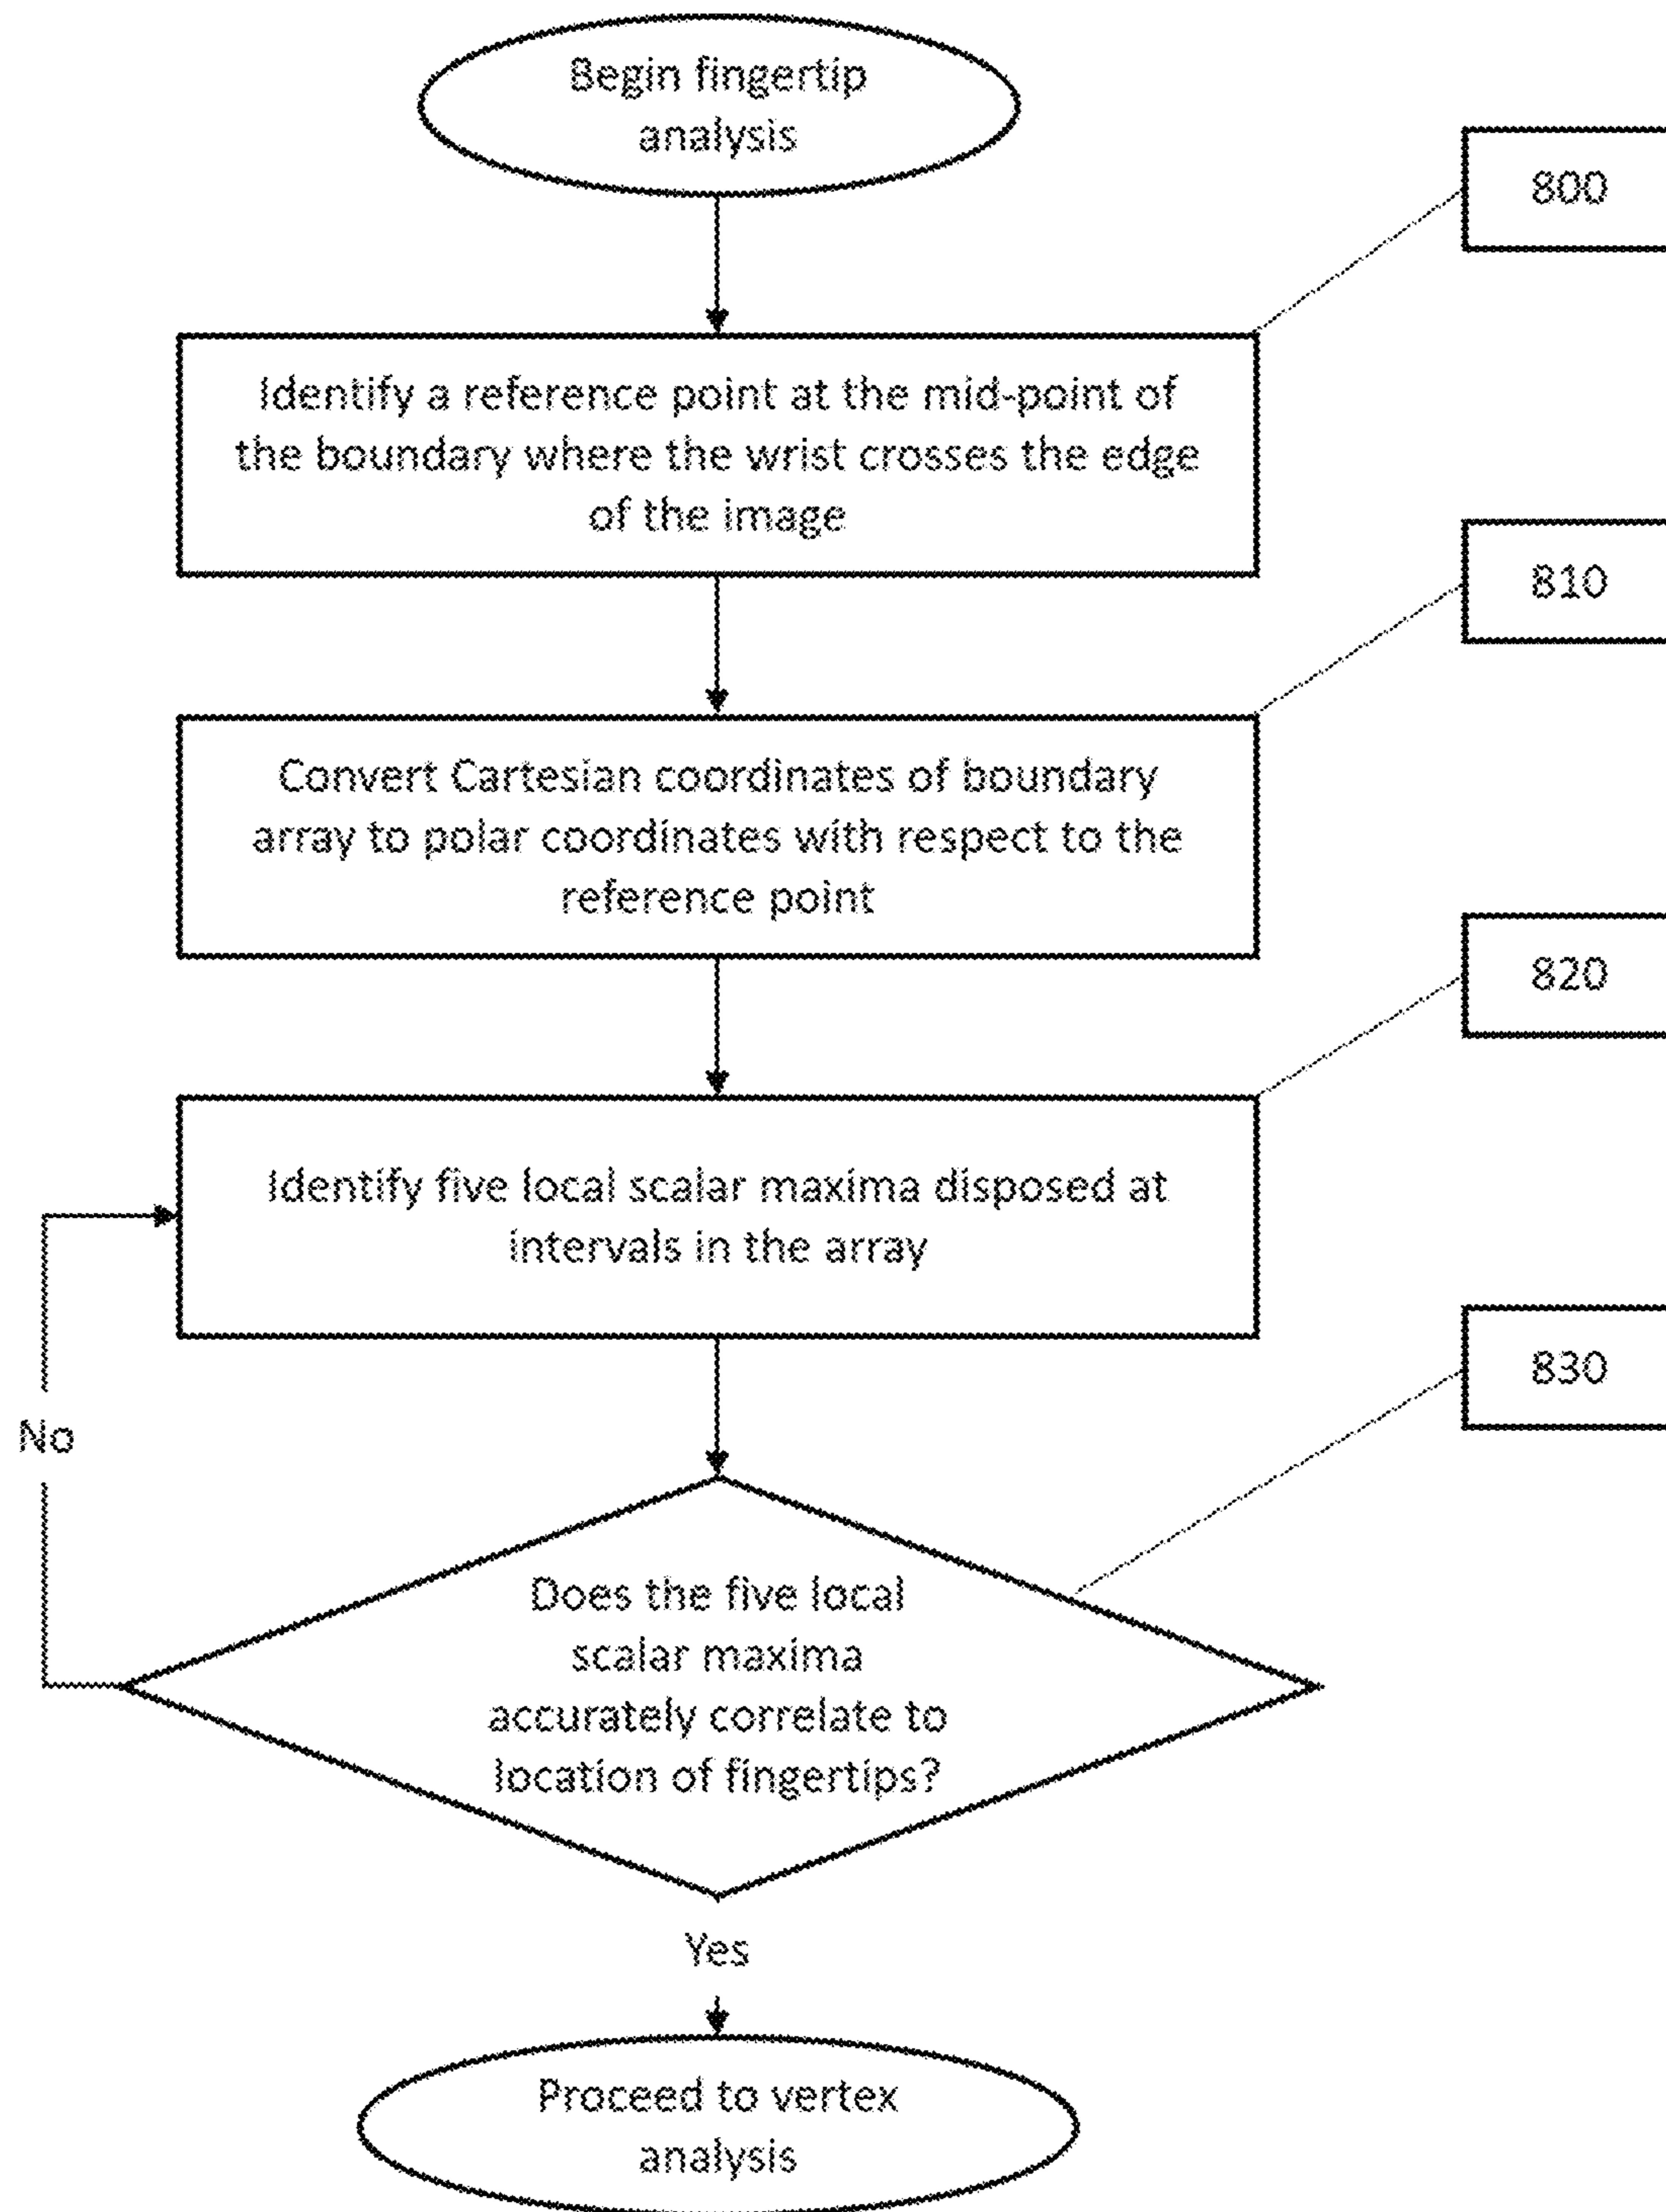 Begin fingertip
analysis
800
Identify a reference point at the mid-point of
the boundary where the wrist crosses the edge
of the image
810
Convert Cartesian coordinates of boundary
array to polar coordinates with respect to the
reference point
820
Identify five local scalar maxima disposed at
intervals in the array
830
No
Does the five local
scalar maxima
accurately correlate to
location of fingertips?
Yes
Proceed to vertex
analysis